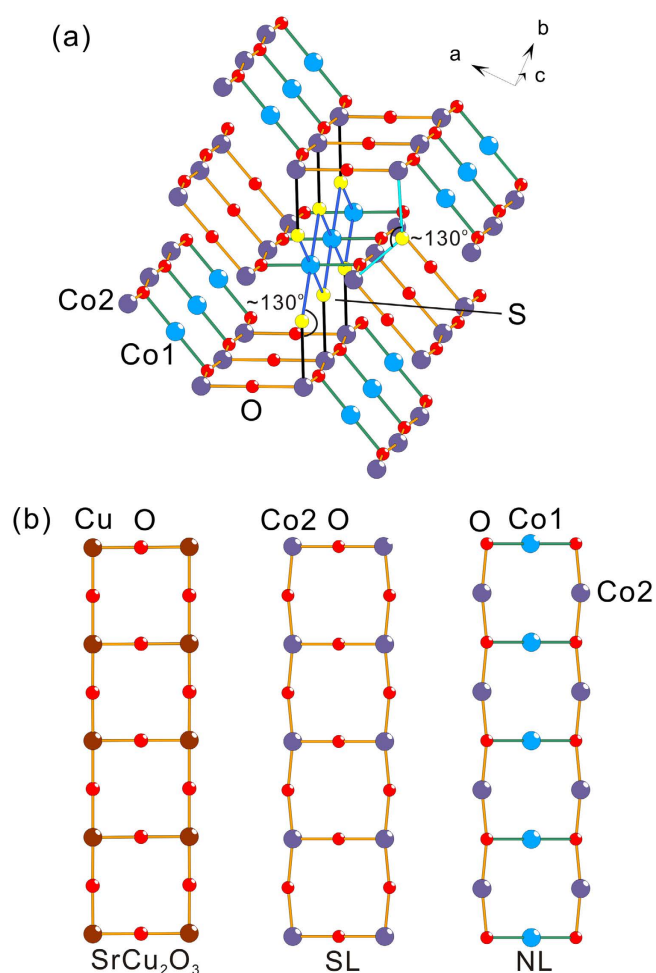 (a)
b
a
c
~130°
Co2
~130°
S
Co1
O
(b)
Cu O
Co2 O
O Co1
Co2
SrCu₂O₃
SL
NL